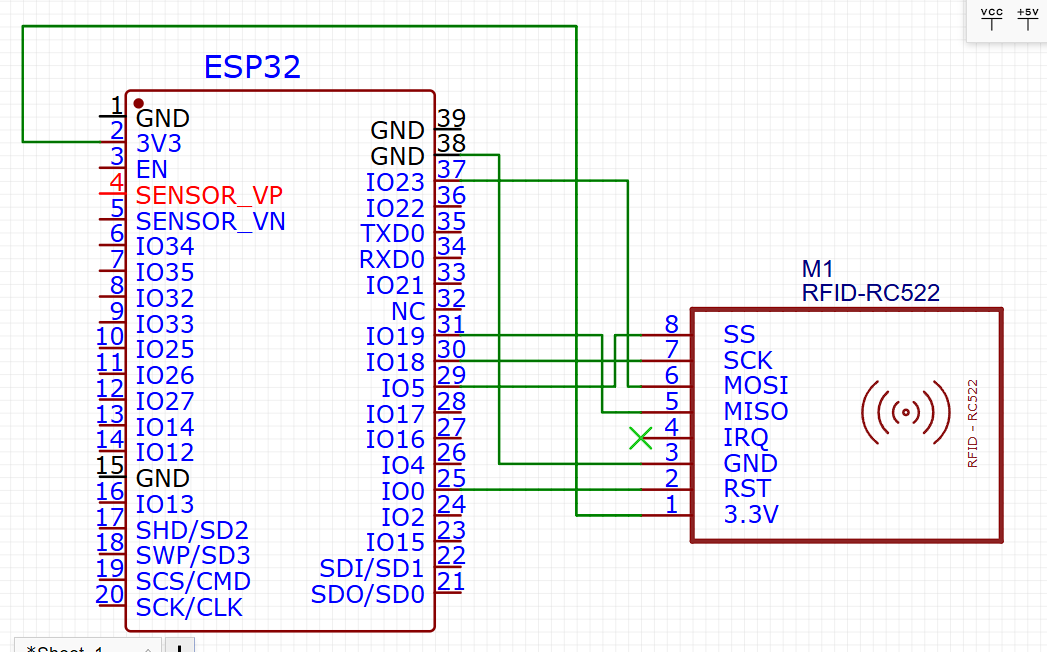 VCC +5V
ESP32
1 GND
2 3V3
3 EN
4 SENSOR_VP
5 SENSOR_VN
6 IO34
7 IO35
8 IO32
9 IO33
10 IO25
11 IO26
12 IO27
13 IO14
14 IO12
15 GND
16 IO13
17 SHD/SD2
18 SWP/SD3
19 SCS/CMD
20 SCK/CLK
GND 39
GND 38
IO23 37
IO22 36
TXD0 35
RXD0 34
IO21 33
NC 32
IO19 31
IO18 30
IO5 29
IO17 28
IO16 27
IO4 26
IO0 25
IO2 24
IO15 23
SDI/SD1 22
SDO/SD0 21
M1
RFID-RC522
8 SS
7 SCK
6 MOSI
5 MISO
4 IRQ
3 GND
2 RST
1 3.3V
RFID - RC522
*Sheet_1